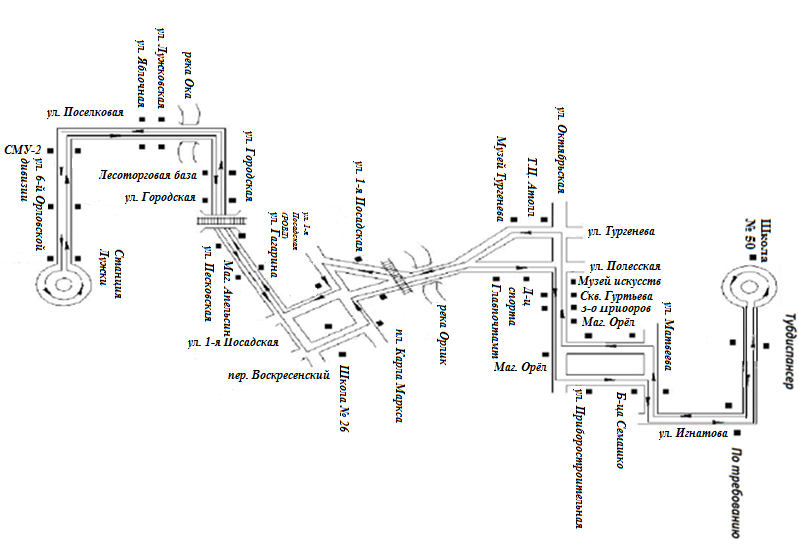 ул. Яблочная
ул. Лужковская
река Ока
ул. Поселковая
СМУ-2
ул. 6-й Орловской
дивизии
Станция
Лужки
Лесоторговая база
ул. Городская
ул. Городская
ул. Песковская
Маг. Апельсин
ул. Гагарина
ул. 1-я
Посадская
(РОВД)
ул. 1-я Посадская
ул. 1-я Посадская
пер. Воскресенский
Школа № 26
пл. Карла Маркса
река Орлик
Музей Тургенева
Т.Ц. Атолл
ул. Октябрьская
ул. Тургенева
ул. Полесская
Музей искусств
Скв. Гуртьева
З-д Приборов
Маг. Орёл
Главпочтамт
Д-ц
спорта
Маг. Орёл
ул. Матвеева
ул. Приборостроительная
Б-ца Семашко
ул. Игнатова
По требованию
Тубдиспансер
Школа
№ 50